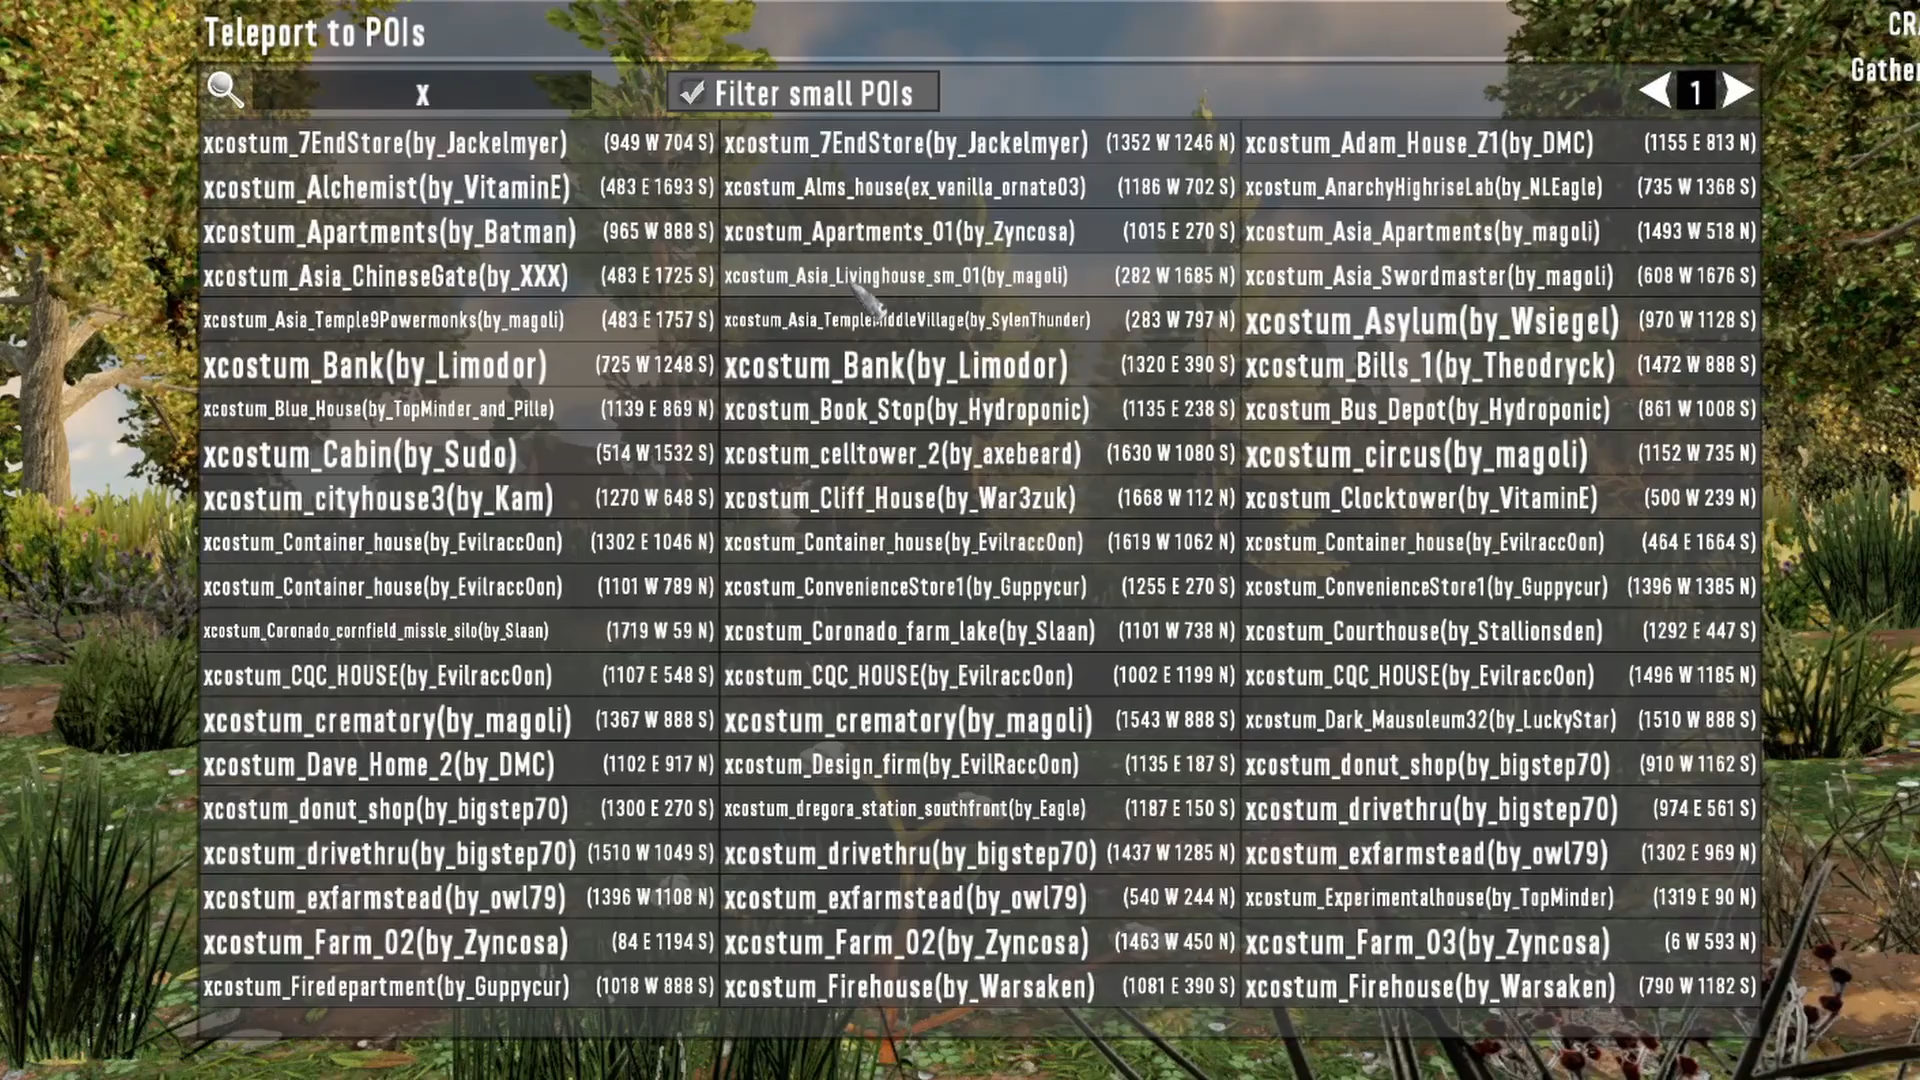 Teleport to POIs
CR
Gather
x
Filter small POIs
1
xcostum_7EndStore(by_Jackelmyer) (949 W 704 S) xcostum_7EndStore(by_Jackelmyer) (1352 W 1246 N) xcostum_Adam_House_Z1(by_DMC) (1155 E 813 N)
xcostum_Alchemist(by_VitaminE) (483 E 1693 S) xcostum_Alms_house(ex_vanilla_ornate03) (1186 W 702 S) xcostum_AnarchyHighriseLab(by_NLEagle) (735 W 1368 S)
xcostum_Apartments(by_Batman) (965 W 888 S) xcostum_Apartments_01(by_Zyncosa) (1015 E 270 S) xcostum_Asia_Apartments(by_magoli) (1493 W 518 N)
xcostum_Asia_ChineseGate(by_XXX) (483 E 1725 S) xcostum_Asia_Livinghouse_sm_01(by_magoli) (282 W 1685 N) xcostum_Asia_Swordmaster(by_magoli) (608 W 1676 S)
xcostum_Asia_Temple9Powermonks(by_magoli) (483 E 1757 S) (283 W 797 N) xcostum_Asylum(by_Wsiegel) (970 W 1128 S)
xcostum_Bank(by_Limodor) (725 W 1248 S) xcostum_Bank(by_Limodor) (1320 E 390 S) xcostum_Bills_1(by_Theodryck) (1472 W 888 S)
xcostum_Blue_House(by_TopMinder_and_Pille) (1139 E 869 N) xcostum_Book_Stop(by_Hydroponic) (1135 E 238 S) xcostum_Bus_Depot(by_Hydroponic) (861 W 1008 S)
xcostum_Cabin(by_Sudo) (514 W 1532 S) xcostum_celltower_2(by_axebeard) (1630 W 1080 S) xcostum_circus(by_magoli) (1152 W 735 N)
xcostum_cityhouse3(by_Kam) (1270 W 648 S) xcostum_Cliff_House(by_War3zuk) (1668 W 112 N) xcostum_Clocktower(by_VitaminE) (500 W 239 N)
xcostum_Container_house(by_Evilracc0on) (1302 E 1046 N) xcostum_Container_house(by_Evilracc0on) (1619 W 1062 N) xcostum_Container_house(by_Evilracc0on) (464 E 1664 S)
xcostum_Container_house(by_Evilracc0on) (1101 W 789 N) xcostum_ConvenienceStore1(by_Guppycur) (1255 E 270 S) xcostum_ConvenienceStore1(by_Guppycur) (1396 W 1385 N)
xcostum_Coronado_cornfield_missle_silo(by_Slaan) (1719 W 59 N) xcostum_Coronado_farm_lake(by_Slaan) (1101 W 738 N) xcostum_Courthouse(by_Stallionsden) (1292 E 447 S)
xcostum_CQC_HOUSE(by_Evilracc0on) (1107 E 548 S) xcostum_CQC_HOUSE(by_Evilracc0on) (1002 E 1199 N) xcostum_CQC_HOUSE(by_Evilracc0on) (1496 W 1185 N)
xcostum_crematory(by_magoli) (1367 W 888 S) xcostum_crematory(by_magoli) (1543 W 888 S) xcostum_Dark_Mausoleum32(by_LuckyStar) (1510 W 888 S)
xcostum_Dave_Home_2(by_DMC) (1102 E 917 N) xcostum_Design_firm(by_EvilRacc0on) (1135 E 187 S) xcostum_donut_shop(by_bigstep70) (910 W 1162 S)
xcostum_donut_shop(by_bigstep70) (1300 E 270 S) xcostum_dregora_station_southfront(by_Eagle) (1187 E 150 S) xcostum_drivethru(by_bigstep70) (974 E 561 S)
xcostum_drivethru(by_bigstep70) (1510 W 1049 S) xcostum_drivethru(by_bigstep70) (1437 W 1285 N) xcostum_exfarmstead(by_owl79) (1302 E 969 N)
xcostum_exfarmstead(by_owl79) (1396 W 1108 N) xcostum_exfarmstead(by_owl79) (540 W 244 N) xcostum_Experimentalhouse(by_TopMinder) (1319 E 90 N)
xcostum_Farm_02(by_Zyncosa) (84 E 1194 S) xcostum_Farm_02(by_Zyncosa) (1463 W 450 N) xcostum_Farm_03(by_Zyncosa) (6 W 593 N)
xcostum_Firedepartment(by_Guppycur) (1018 W 888 S) xcostum_Firehouse(by_Warsaken) (1081 E 390 S) xcostum_Firehouse(by_Warsaken) (790 W 1182 S)